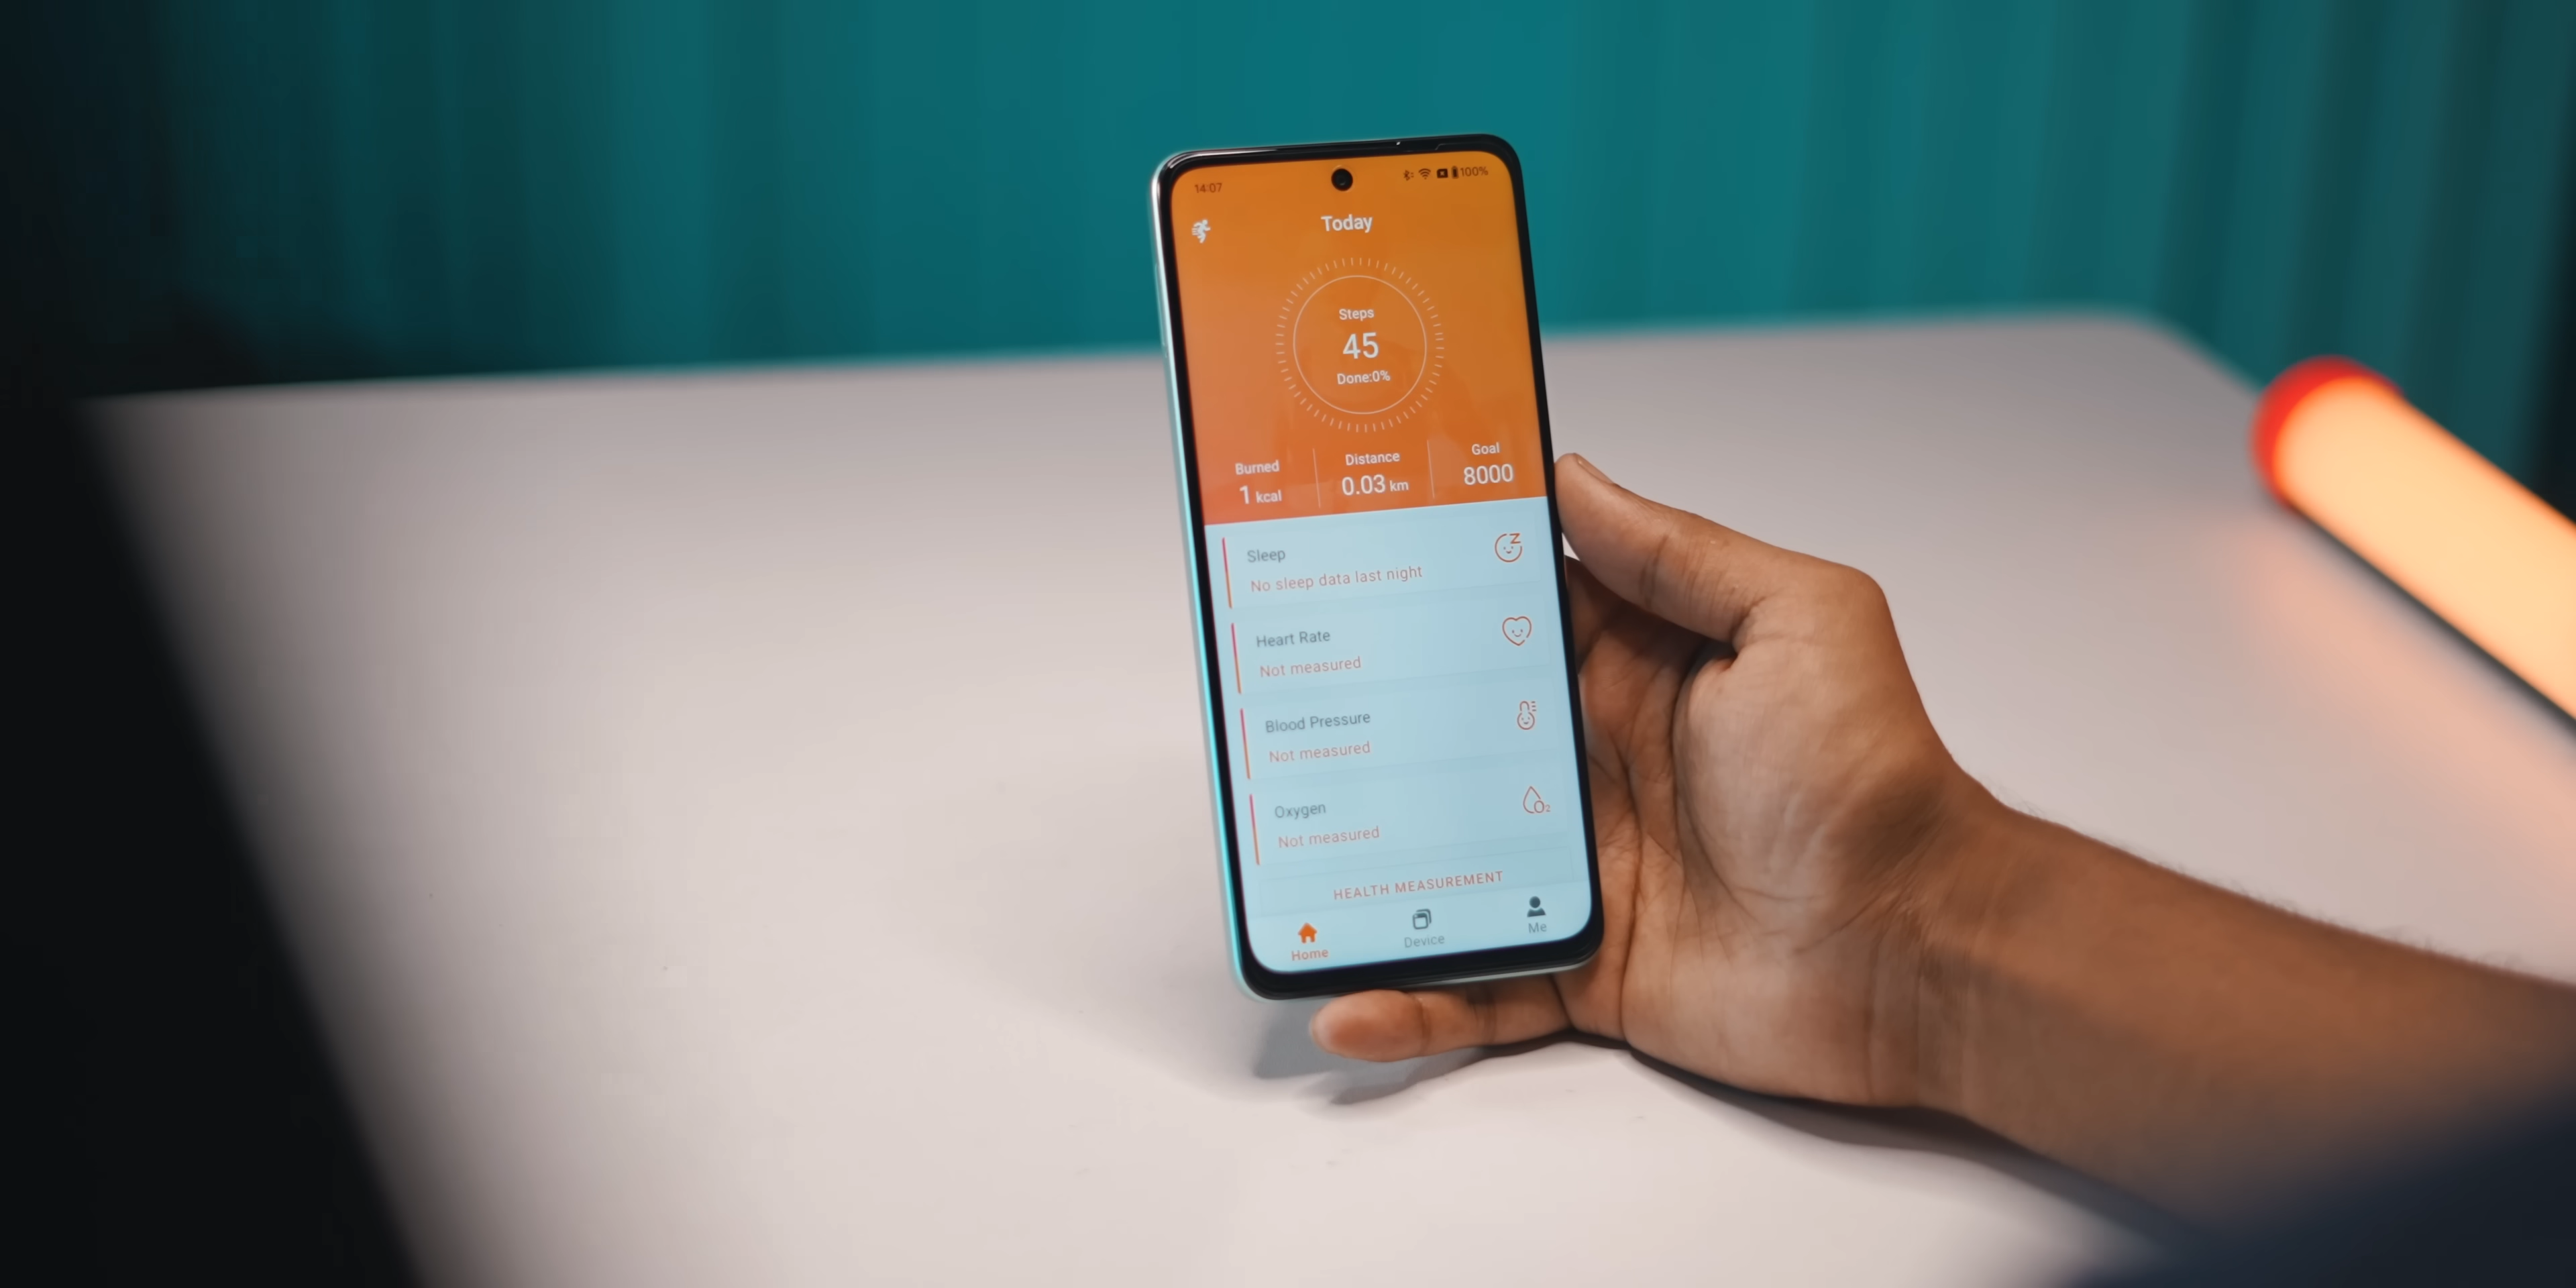 14:07 100%
Today
Steps
45
Done:0%
Burned Distance Goal
1 kcal 0.03 km 8000
Sleep
No sleep data last night
Heart Rate
Not measured
Blood Pressure
Not measured
Oxygen
Not measured
O2
HEALTH MEASUREMENT
Home Device Me